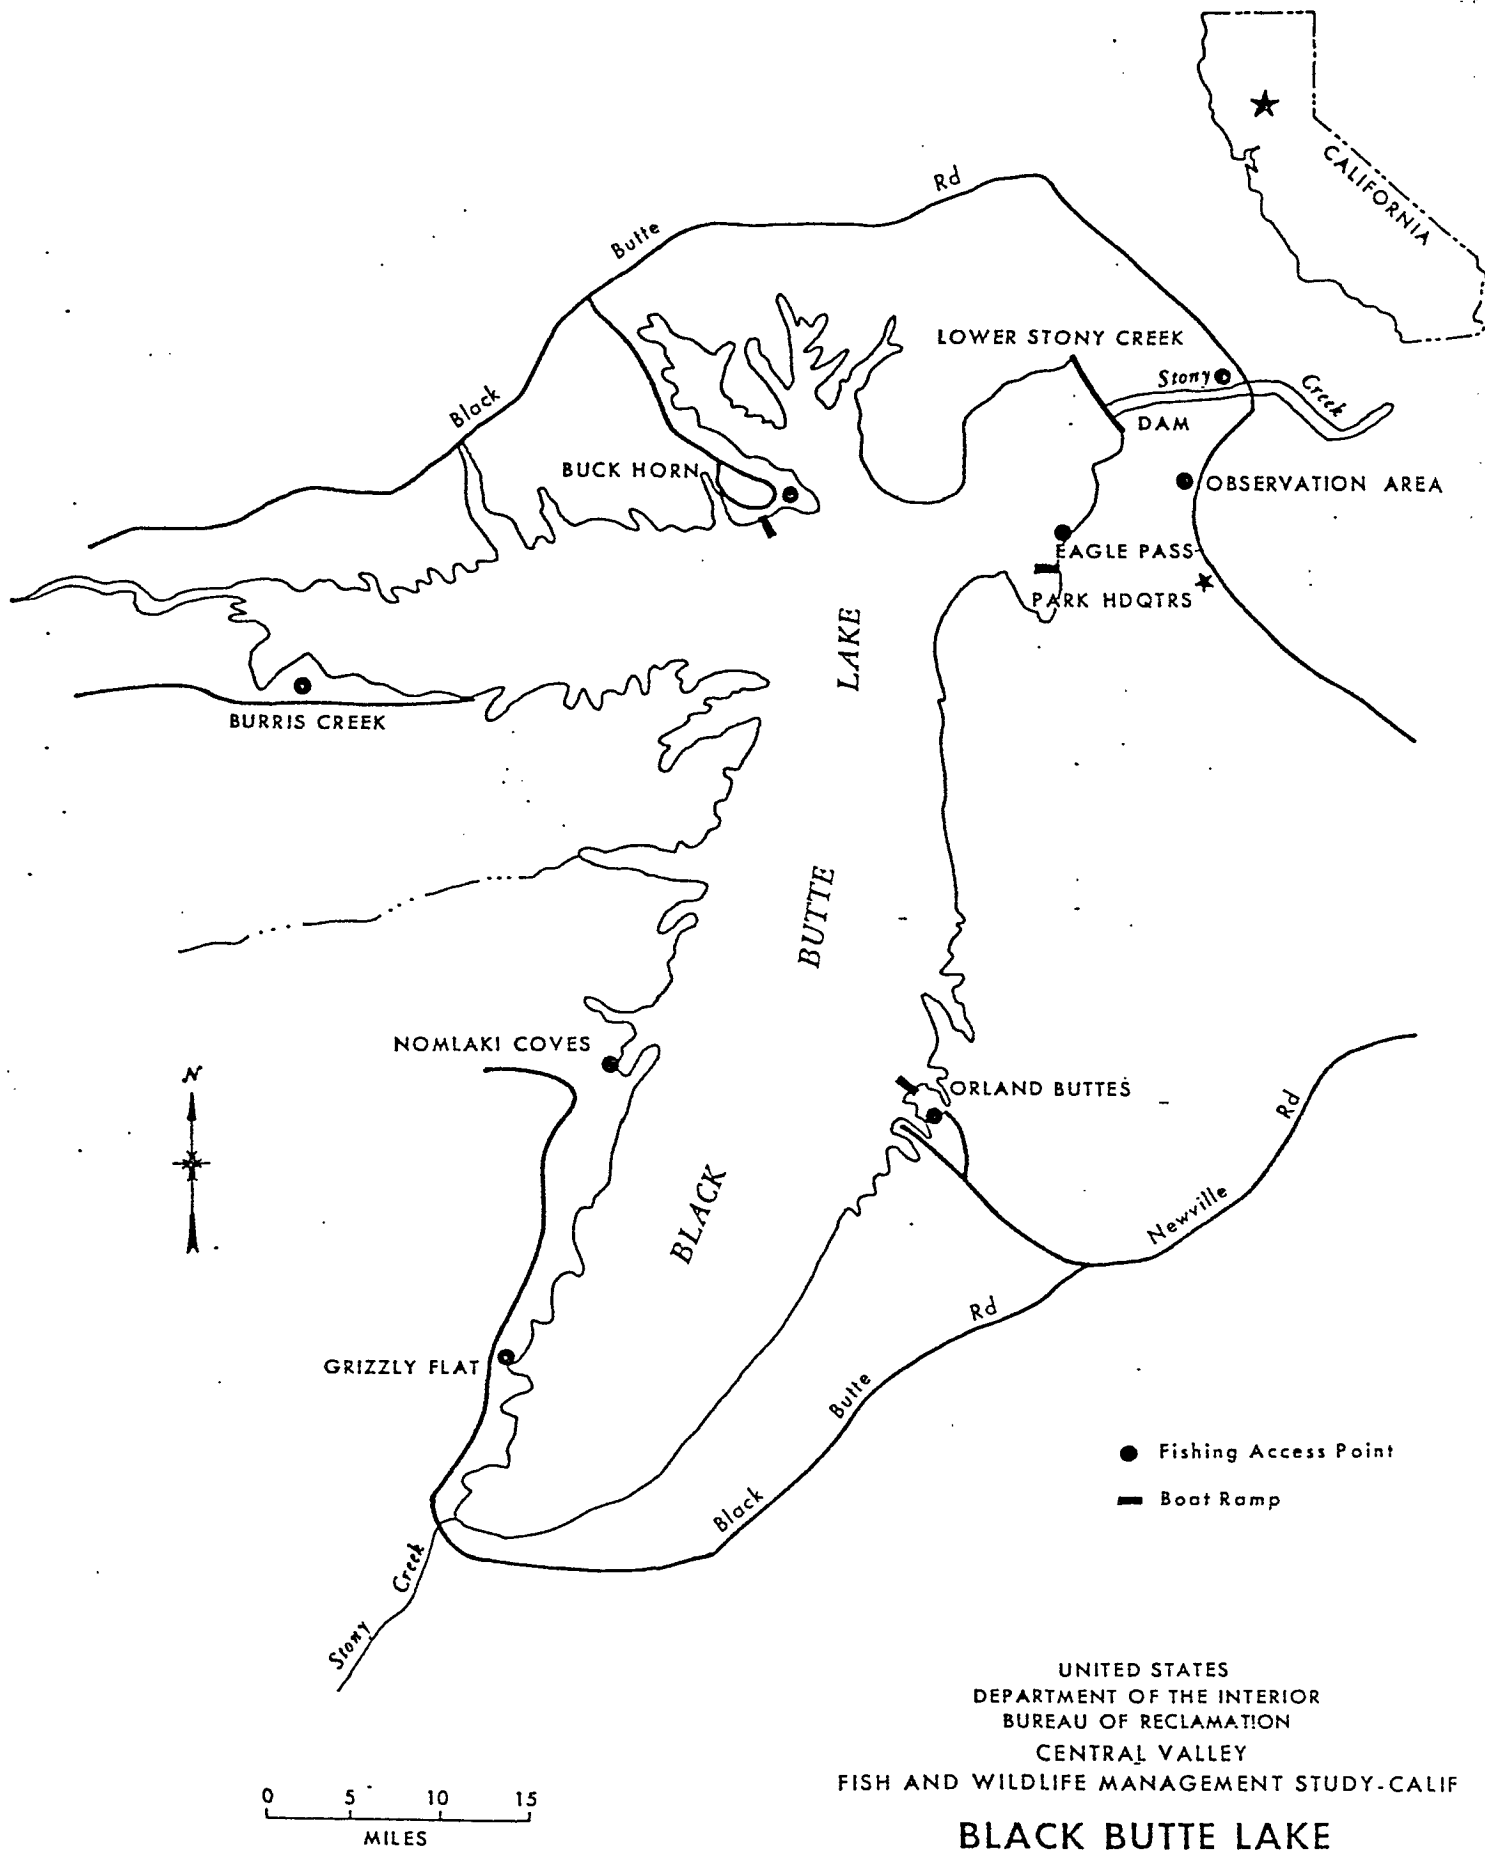 CALIFORNIA
Rd
Butte
Black
LOWER STONY CREEK
Stony
Creek
DAM
BUCK HORN
OBSERVATION AREA
EAGLE PASS
PARK HDQTRS
LAKE
BURRIS CREEK
BUTTE
NOMLAKI COVES
N
ORLAND BUTTES
Rd
Newville
BLACK
Rd
GRIZZLY FLAT
Butte
Fishing Access Point
Black
Boat Ramp
Creek
Stony
UNITED STATES
DEPARTMENT OF THE INTERIOR
BUREAU OF RECLAMATION
CENTRAL VALLEY
FISH AND WILDLIFE MANAGEMENT STUDY-CALIF
0 5 10 15
MILES
BLACK BUTTE LAKE